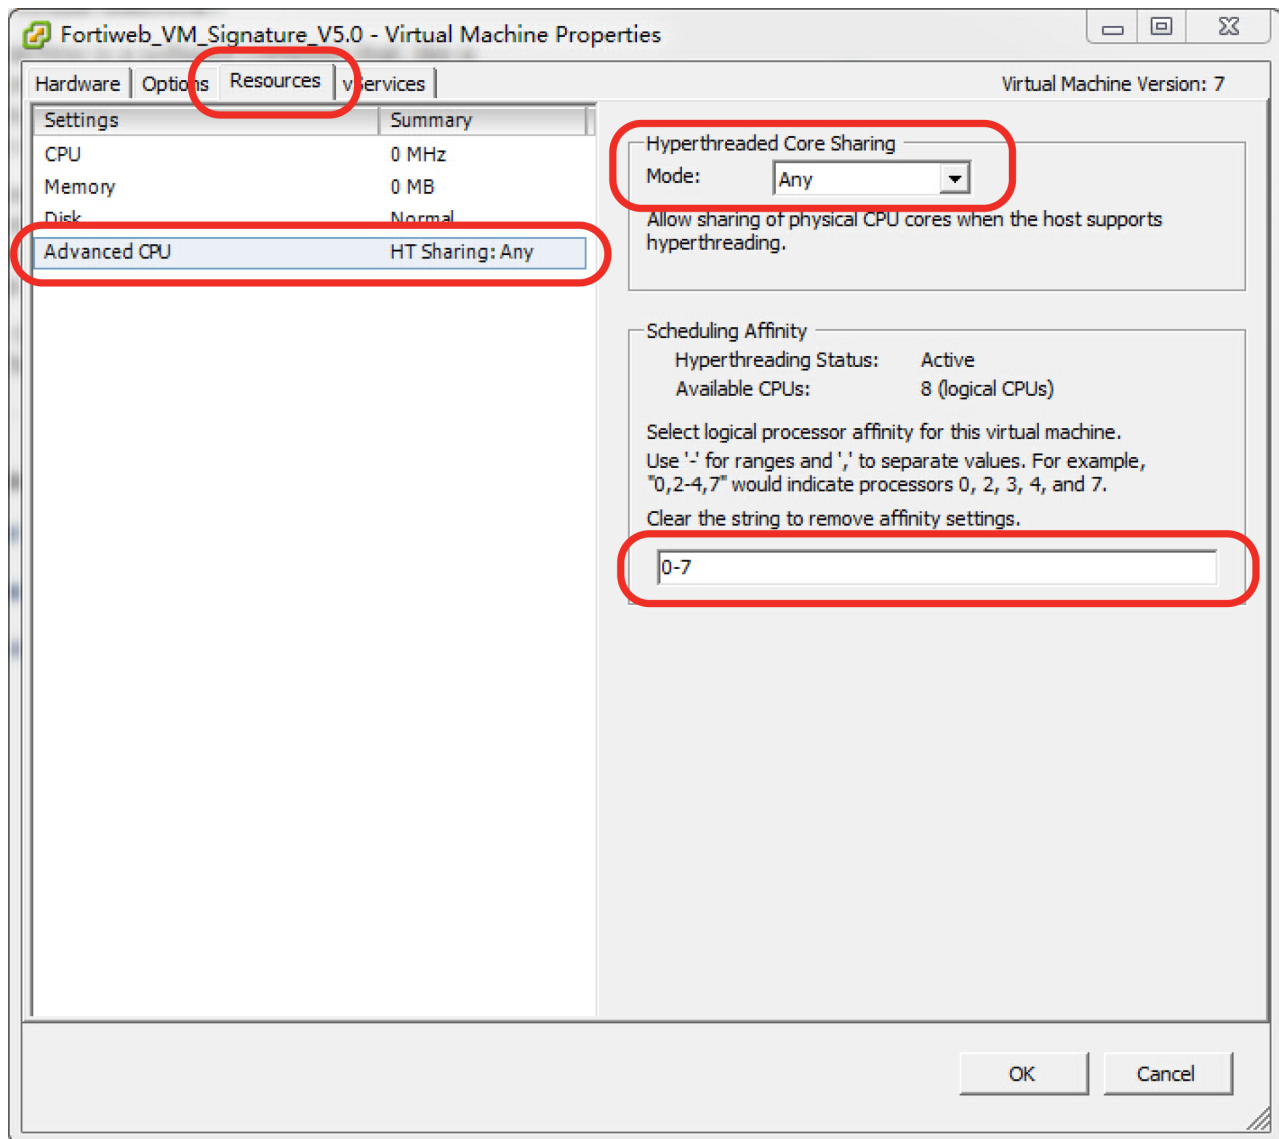 Fortiweb_VM_Signature_V5.0 - Virtual Machine Properties
Hardware Options Resources vServices Virtual Machine Version: 7
Settings Summary
CPU 0 MHz
Memory 0 MB
Disk Normal
Advanced CPU HT Sharing: Any
Hyperthreaded Core Sharing
Mode: Any
Allow sharing of physical CPU cores when the host supports
hyperthreading.
Scheduling Affinity
Hyperthreading Status: Active
Available CPUs: 8 (logical CPUs)
Select logical processor affinity for this virtual machine.
Use '-' for ranges and ',' to separate values. For example,
"0,2-4,7" would indicate processors 0, 2, 3, 4, and 7.
Clear the string to remove affinity settings.
0-7
OK Cancel